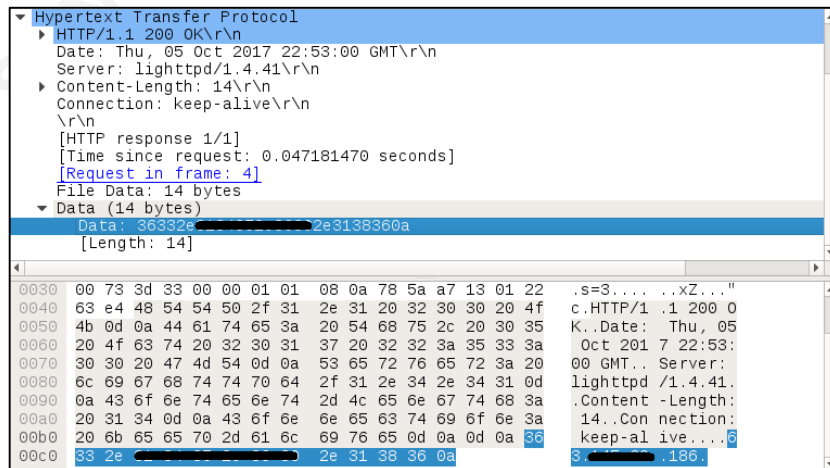 Hypertext Transfer Protocol
HTTP/1.1 200 OK\r\n
Date: Thu, 05 Oct 2017 22:53:00 GMT\r\n
Server: lighttpd/1.4.41\r\n
Content-Length: 14\r\n
Connection: keep-alive\r\n
\r\n
[HTTP response 1/1]
[Time since request: 0.047181470 seconds]
[Request in frame: 4]
File Data: 14 bytes
Data (14 bytes)
Data: 36332e 2e3138360a
[Length: 14]
0030 00 73 3d 33 00 00 01 01 08 0a 78 5a a7 13 01 22 .s=3.... ..xZ..."
0040 63 e4 48 54 54 50 2f 31 2e 31 20 32 30 30 20 4f c.HTTP/1 .1 200 O
0050 4b 0d 0a 44 61 74 65 3a 20 54 68 75 2c 20 30 35 K..Date: Thu, 05
0060 20 4f 63 74 20 32 30 31 37 20 32 32 3a 35 33 3a Oct 201 7 22:53:
0070 30 30 20 47 4d 54 0d 0a 53 65 72 76 65 72 3a 20 00 GMT.. Server:
0080 6c 69 67 68 74 74 70 64 2f 31 2e 34 2e 34 31 0d lighttpd /1.4.41.
0090 0a 43 6f 6e 74 65 6e 74 2d 4c 65 6e 67 74 68 3a .Content -Length:
00a0 20 31 34 0d 0a 43 6f 6e 6e 65 63 74 69 6f 6e 3a 14..Con nection:
00b0 20 6b 65 65 70 2d 61 6c 69 76 65 0d 0a 0d 0a 36 keep-al ive....6
00c0 33 2e 2e 31 38 36 0a 3. .186.